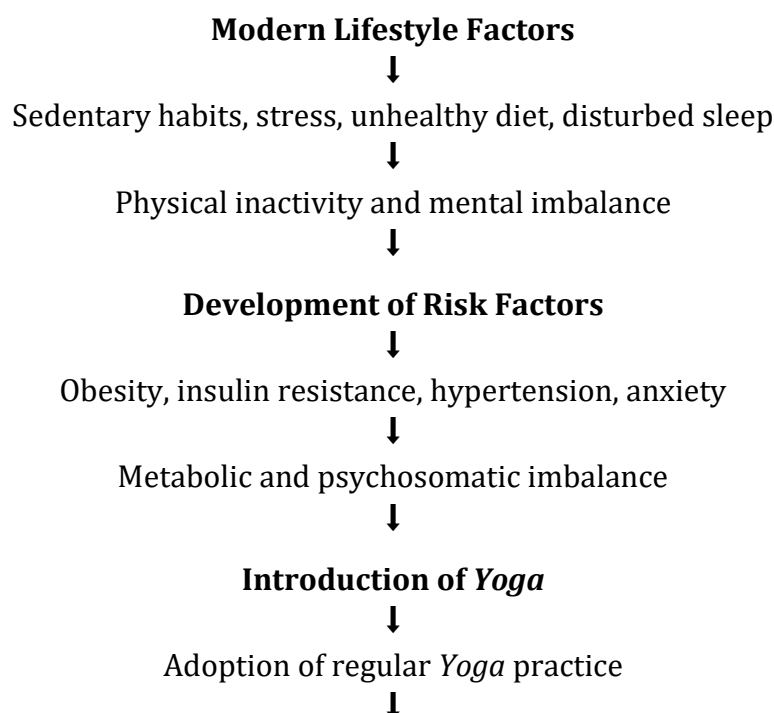 Modern Lifestyle Factors
Sedentary habits, stress, unhealthy diet, disturbed sleep
Physical inactivity and mental imbalance
Development of Risk Factors
Obesity, insulin resistance, hypertension, anxiety
Metabolic and psychosomatic imbalance
Introduction of Yoga
Adoption of regular Yoga practice